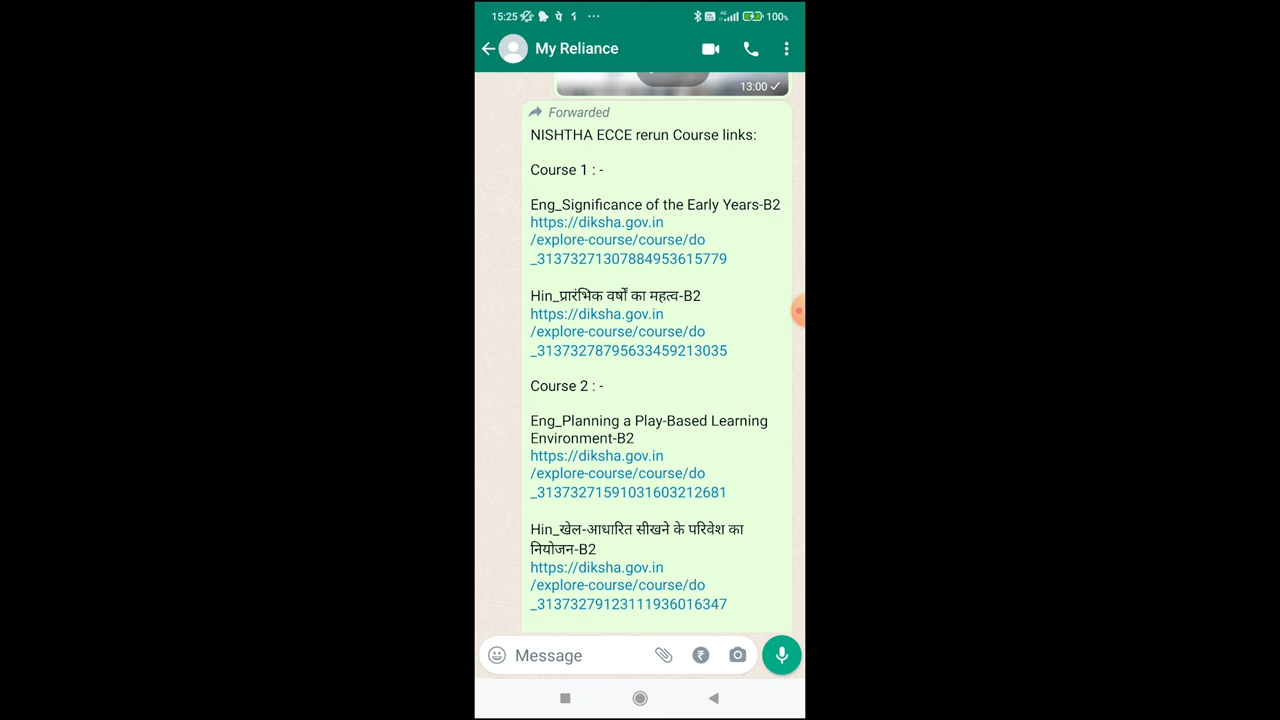 15:25 ... 4G 100%
My Reliance
13:00
Forwarded
NISHTHA ECCE rerun Course links:
Course 1 : -
Eng_Significance of the Early Years-B2
https://diksha.gov.in
/explore-course/course/do
_31373271307884953615779
Hin_प्रारंभिक वर्षों का महत्व-B2
https://diksha.gov.in
/explore-course/course/do
_31373278795633459213035
Course 2 : -
Eng_Planning a Play-Based Learning
Environment-B2
https://diksha.gov.in
/explore-course/course/do
_31373271591031603212681
Hin_खेल-आधारित सीखने के परिवेश का
नियोजन-B2
https://diksha.gov.in
/explore-course/course/do
_31373279123111936016347
Message